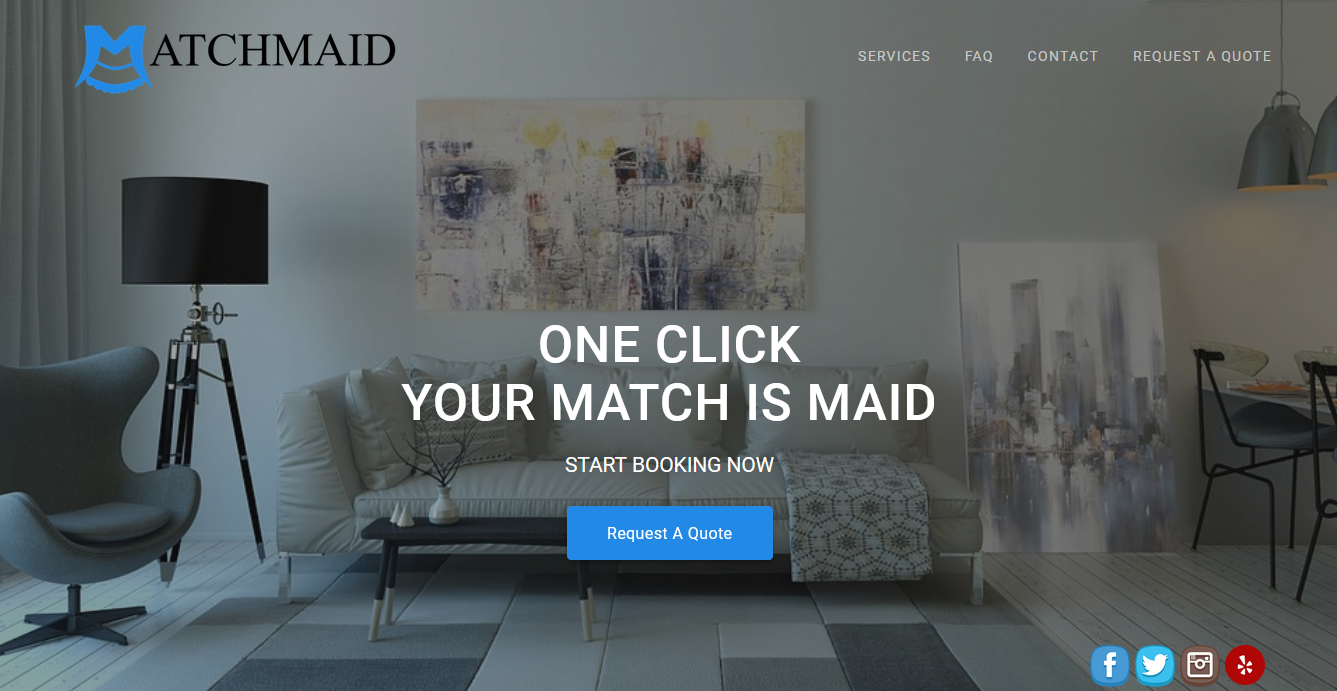 MATCHMAID
SERVICES FAQ CONTACT REQUEST A QUOTE
ONE CLICK
YOUR MATCH IS MAID
START BOOKING NOW
Request A Quote